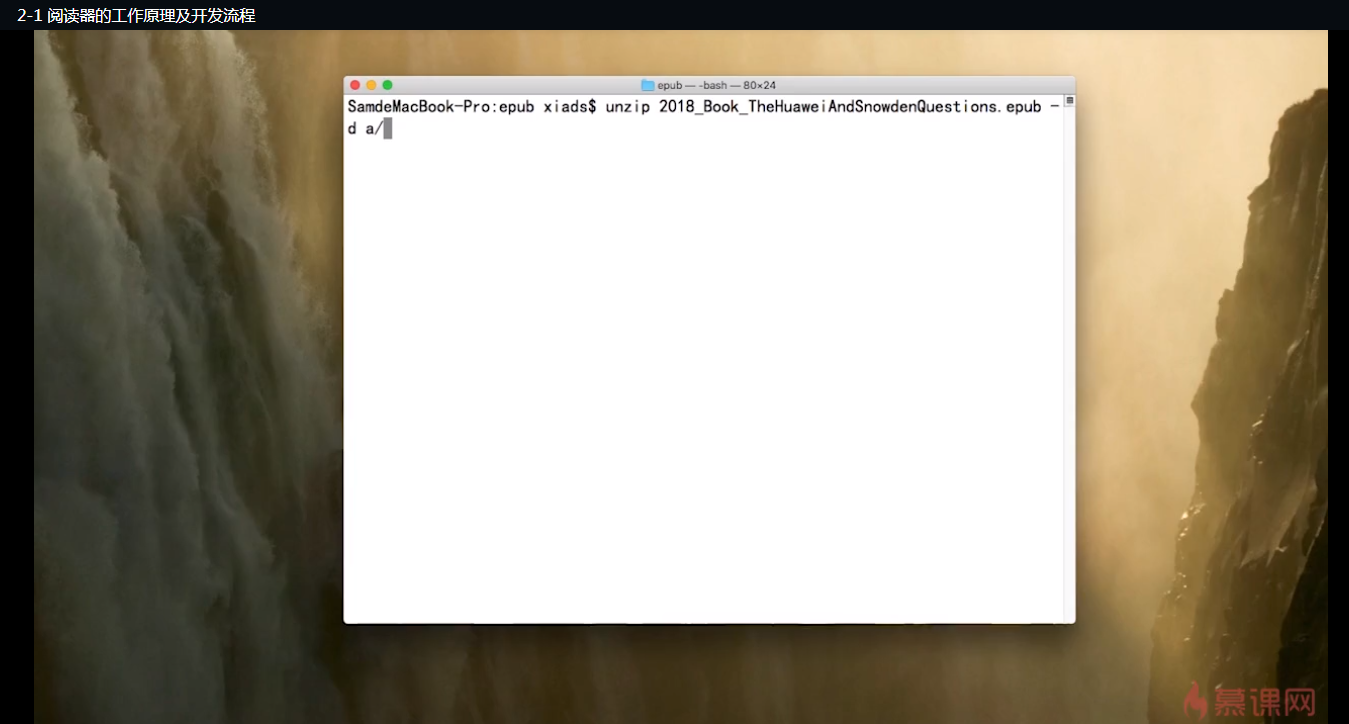 2-1 阅读器的工作原理及开发流程
epub — -bash — 80×24
SamdeMacBook-Pro:epub xiads$ unzip 2018_Book_TheHuaweiAndSnowdenQuestions.epub -
d a/
慕课网